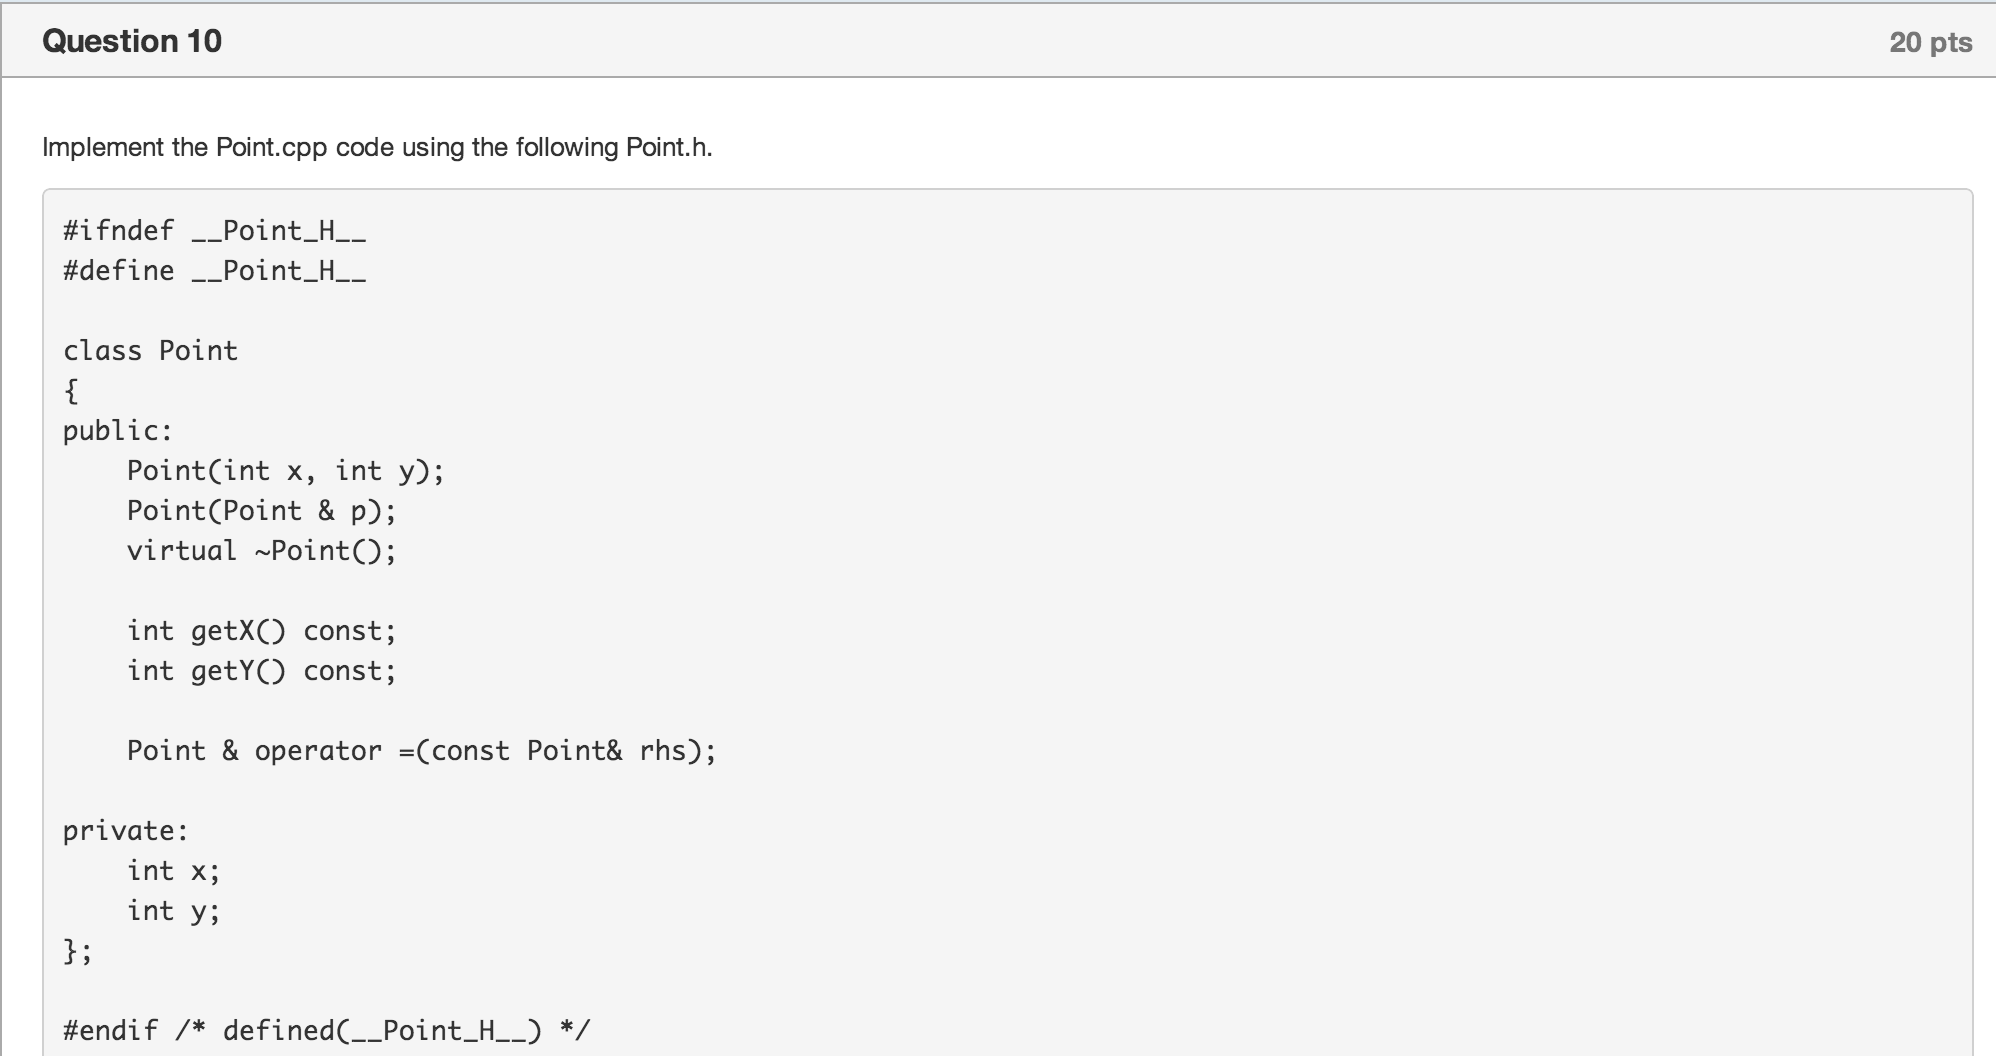 Question 10
20 pts
Implement the Point.cpp code using the following Point.h.
#ifndef __Point_H__
#define __Point_H__
class Point
{
public:
    Point(int x, int y);
    Point(Point & p);
    virtual ~Point();
    int getX() const;
    int getY() const;
    Point & operator =(const Point& rhs);
private:
    int x;
    int y;
};
#endif /* defined(__Point_H__) */